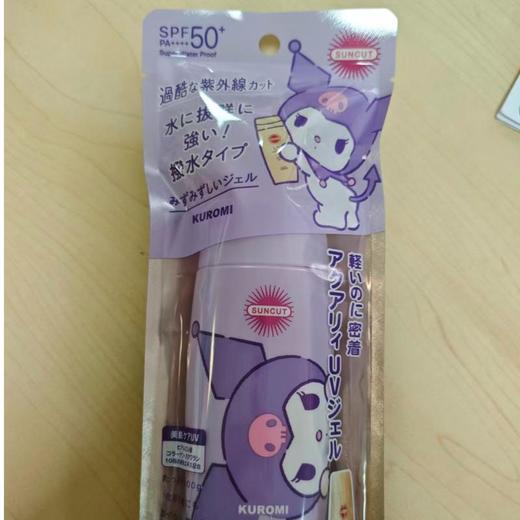 SPF50+
PA++++
Super Water Proof
SUNCUT
過酷な紫外線カット
水に抜群に
強い!
撥水タイプ
みずみずしいジェル
KUROMI
軽いのに密着
アクアリィUVジェル
SUNCUT
KUROMI